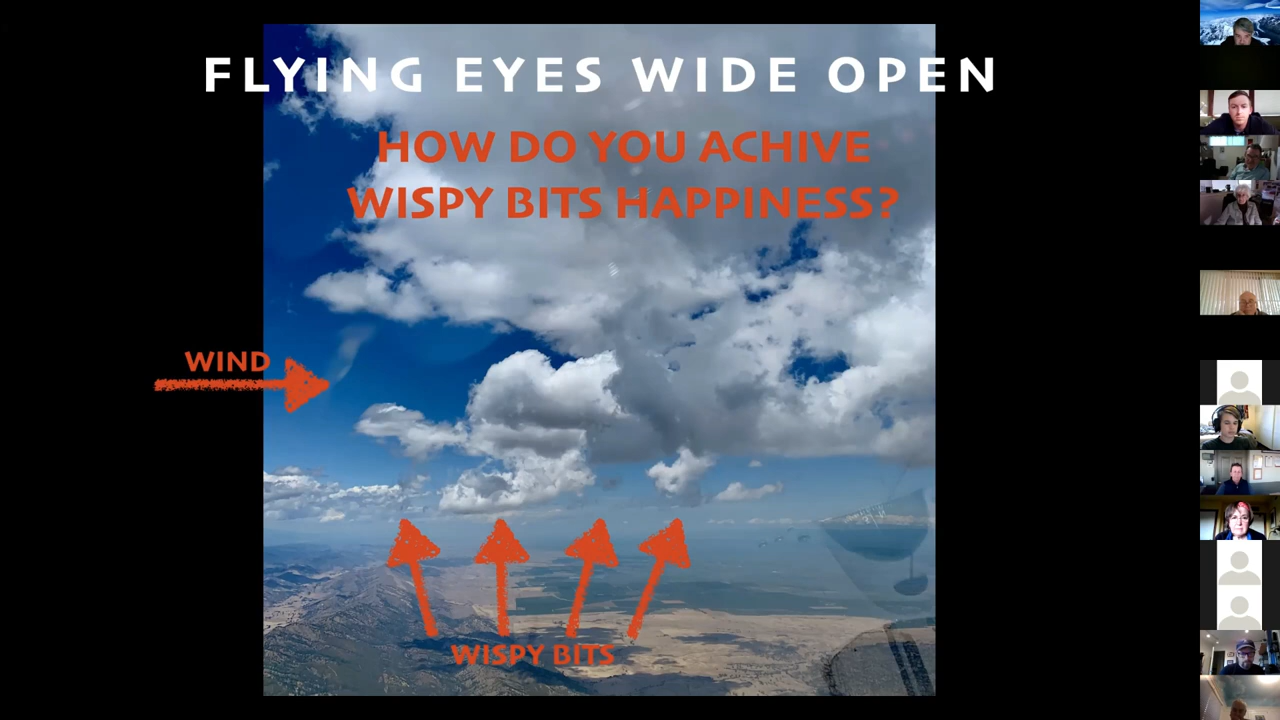 FLYING EYES WIDE OPEN
HOW DO YOU ACHIVE
WISPY BITS HAPPINESS?
WIND
WISPY BITS